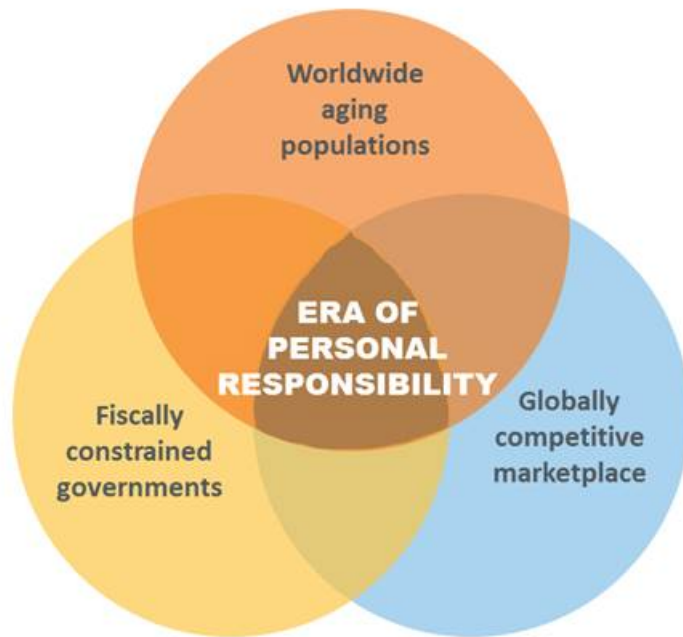 Worldwide
aging
populations
ERA OF
PERSONAL
RESPONSIBILITY
Fiscally
constrained
governments
Globally
competitive
marketplace